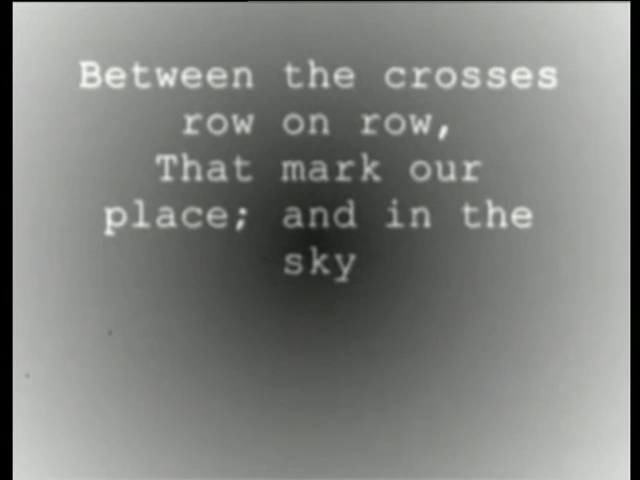 Between the crosses
row on row,
That mark our
place; and in the
sky